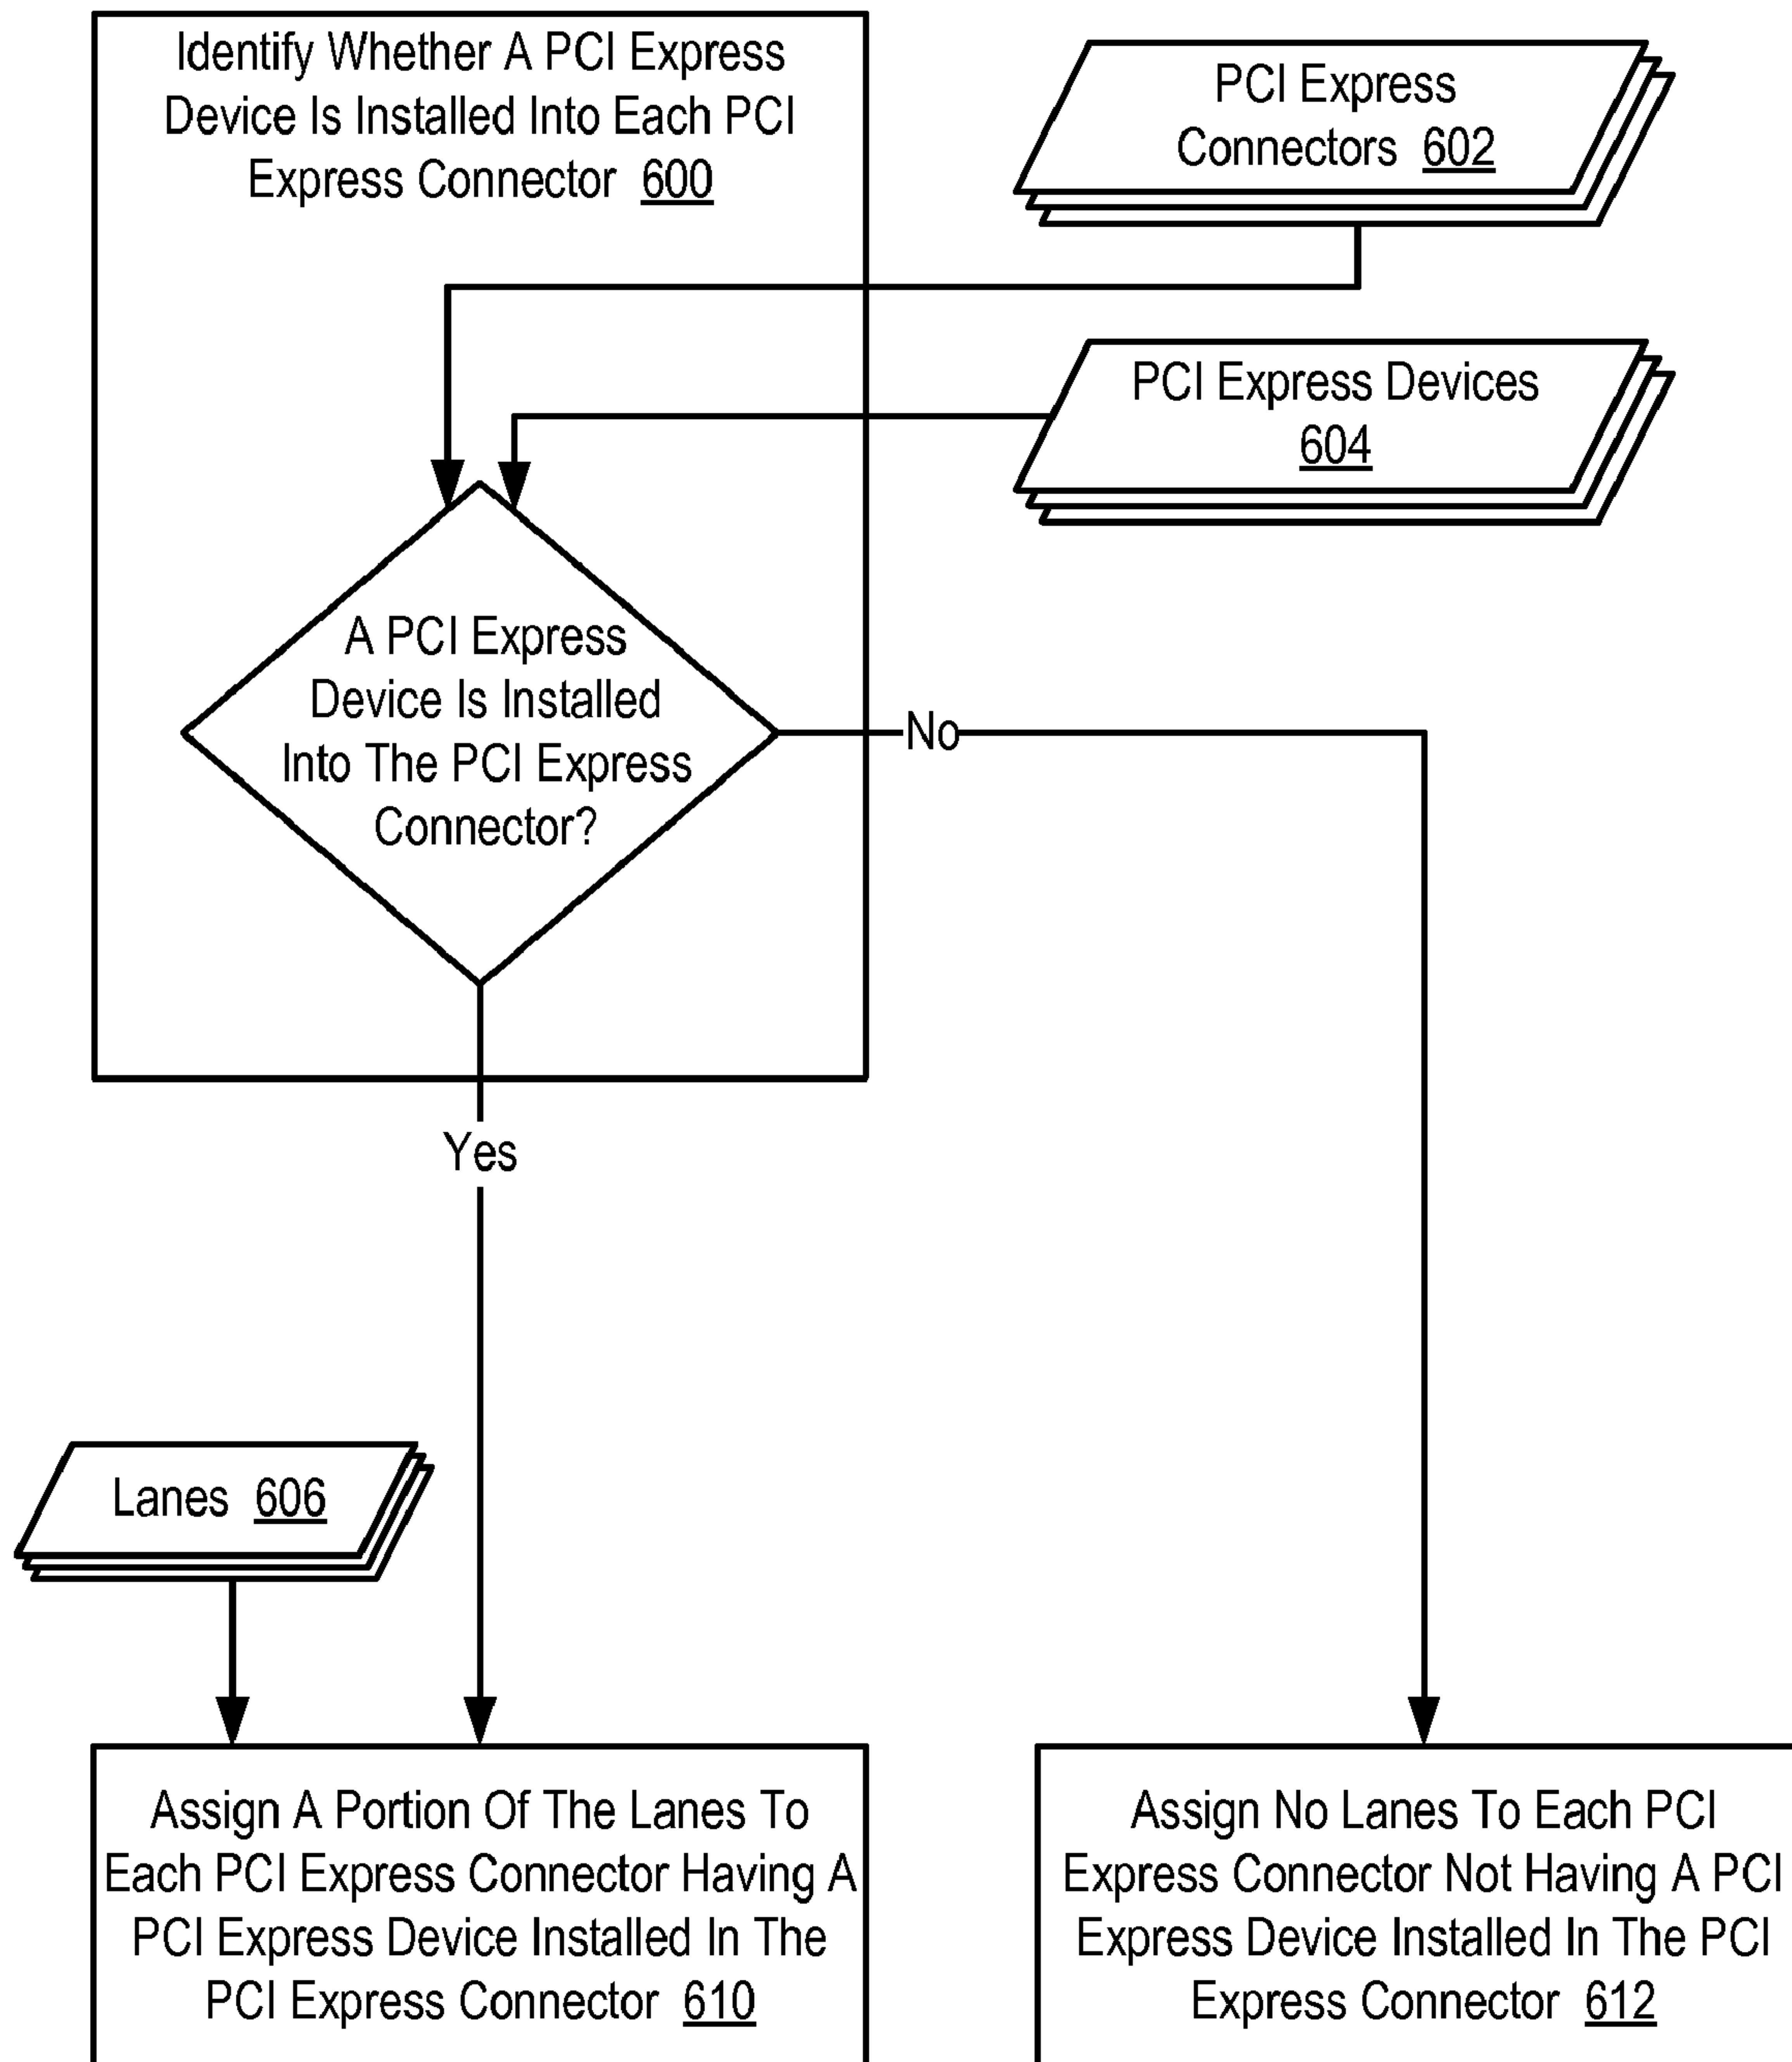 Identify Whether A PCI Express
Device Is Installed Into Each PCI
Express Connector 600
PCI Express
Connectors 602
PCI Express Devices
604
A PCI Express
Device Is Installed
Into The PCI Express
Connector?
No
Yes
Lanes 606
Assign A Portion Of The Lanes To
Each PCI Express Connector Having A
PCI Express Device Installed In The
PCI Express Connector 610
Assign No Lanes To Each PCI
Express Connector Not Having A PCI
Express Device Installed In The PCI
Express Connector 612